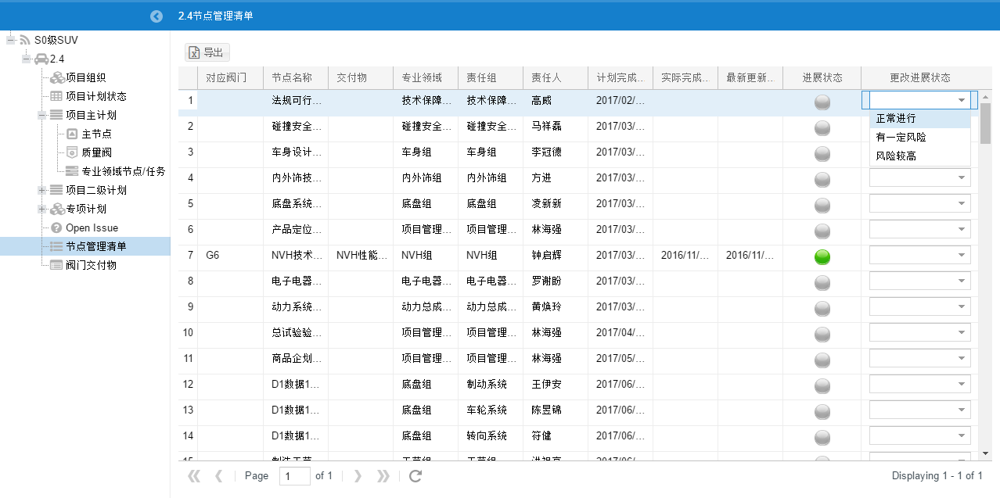 2.4节点管理清单
S0级SUV
2.4
项目组织
项目计划状态
项目主计划
主节点
质量阀
专业领域节点/任务
项目二级计划
专项计划
Open Issue
节点管理清单
阀门交付物
导出
对应阀门 节点名称 交付物 专业领域 责任组 责任人 计划完成... 实际完成... 最新更新... 进展状态 更改进展状态
1 法规可行... 技术保障... 技术保障... 高威 2017/02/...
正常进行
有一定风险
风险较高
2 碰撞安全... 碰撞安全... 碰撞安全... 马祥磊 2017/03/...
3 车身设计... 车身组 车身组 李冠德 2017/03/...
4 内外饰技... 内外饰组 内外饰组 方进 2017/03/...
5 底盘系统... 底盘组 底盘组 凌新新 2017/03/...
6 产品定位... 项目管理... 项目管理... 林海强 2017/03/...
7 G6 NVH技术... NVH性能... NVH组 NVH组 钟启辉 2017/03/... 2016/11/... 2016/11/...
8 电子电器... 电子电器... 电子电器... 罗谢盼 2017/03/...
9 动力系统... 动力总成... 动力总成... 黄焕玲 2017/03/...
10 总试验验... 项目管理... 项目管理... 林海强 2017/04/...
11 商品企划... 项目管理... 项目管理... 林海强 2017/05/...
12 D1数据1... 底盘组 制动系统 王伊安 2017/06/...
13 D1数据1... 底盘组 车轮系统 陈昱锦 2017/06/...
14 D1数据1... 底盘组 转向系统 符健 2017/06/...
15 2017/06/...
Page 1 of 1
Displaying 1 - 1 of 1